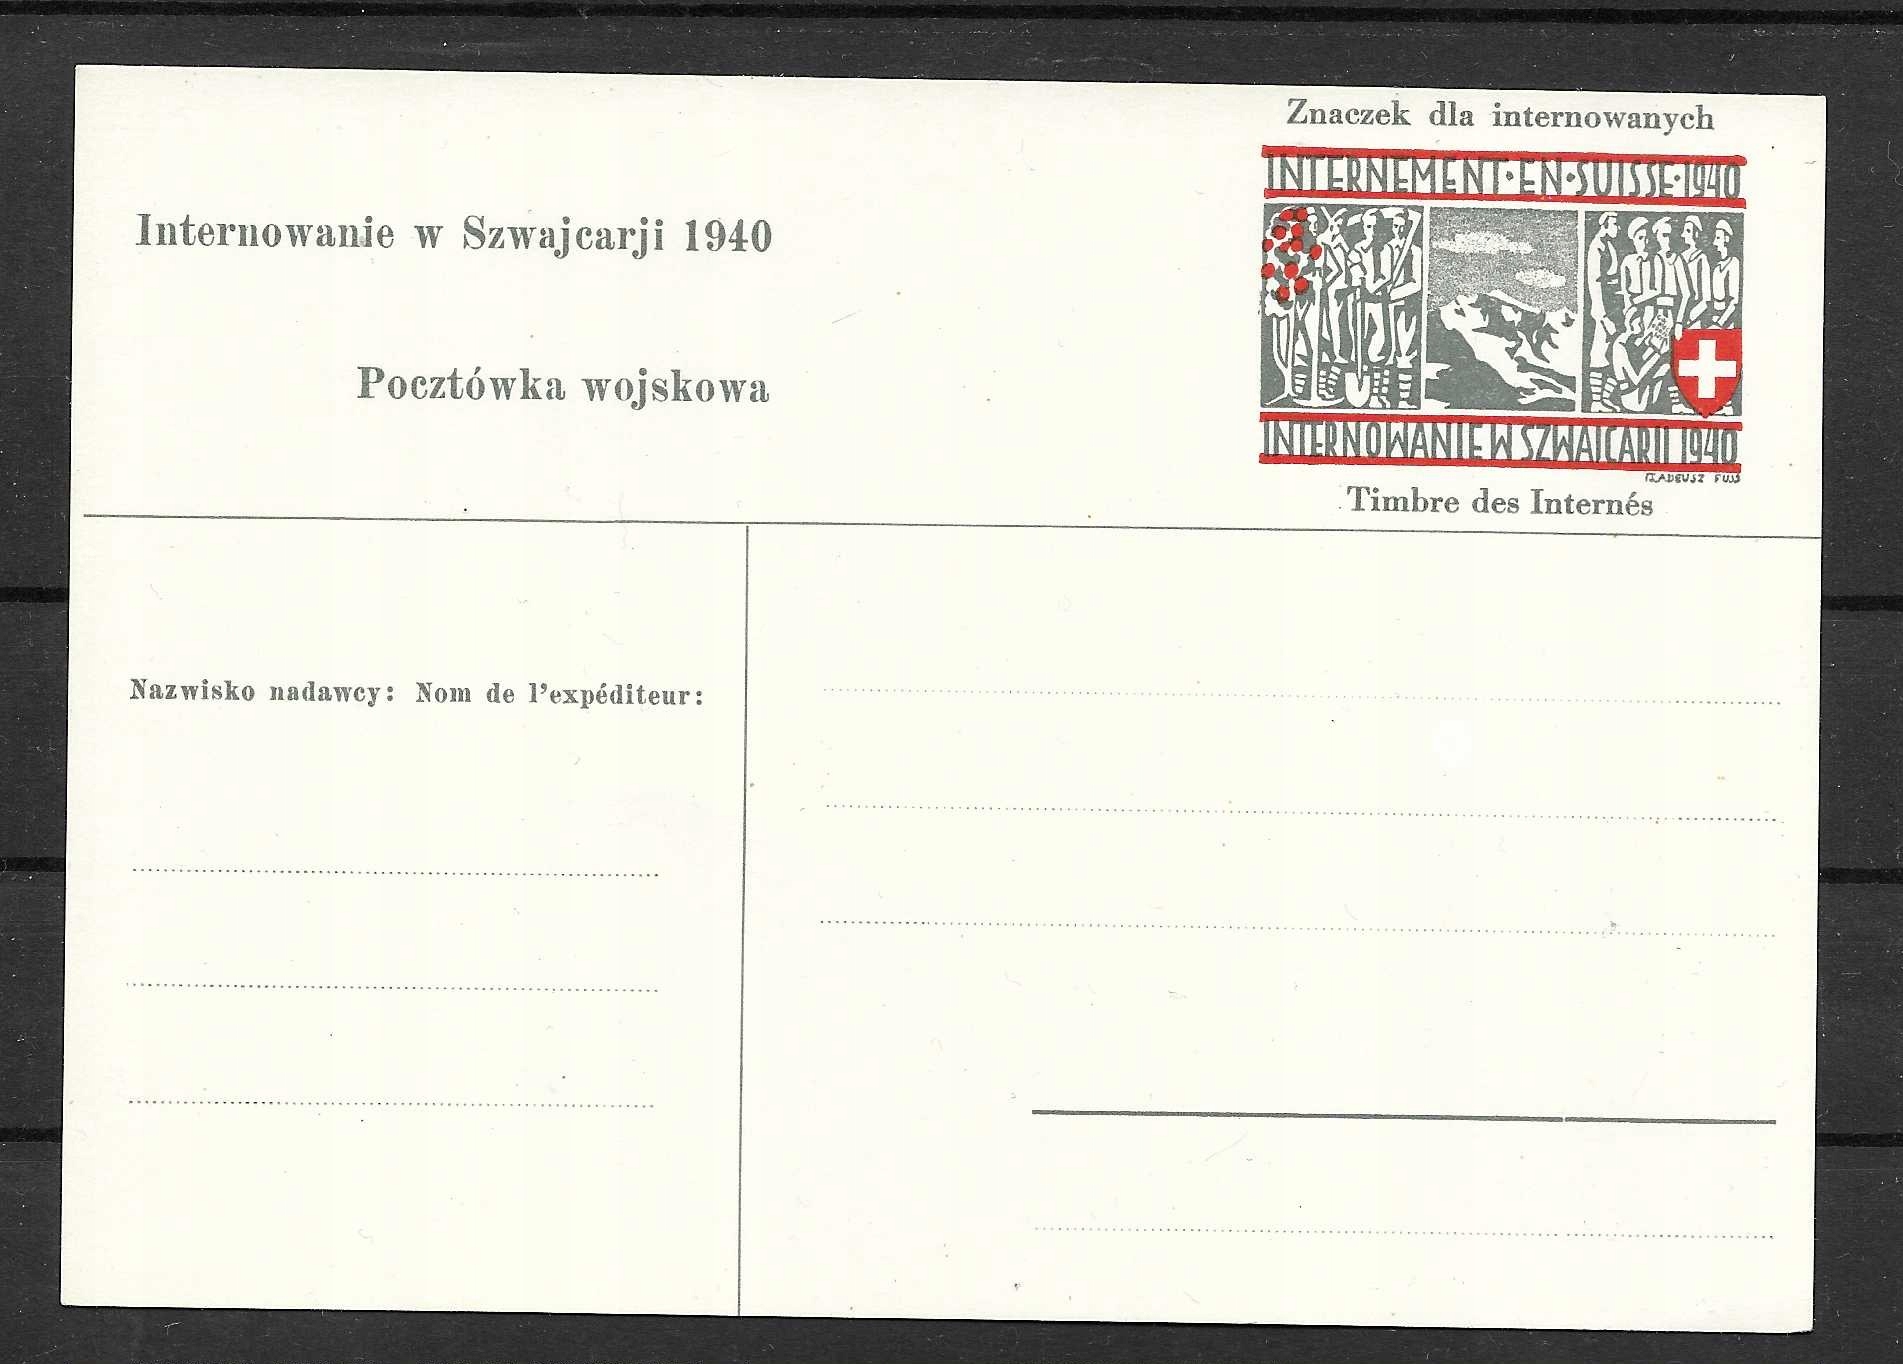 Znaczek dla internowanych
INTERNEMENT·EN·SUISSE·1940
Internowanie w Szwajcarji 1940
Pocztówka wojskowa
INTERNOWANIE W SZWAJCARII 1940
TADEUSZ FUSS
Timbre des Internés
Nazwisko nadawcy: Nom de l'expéditeur: